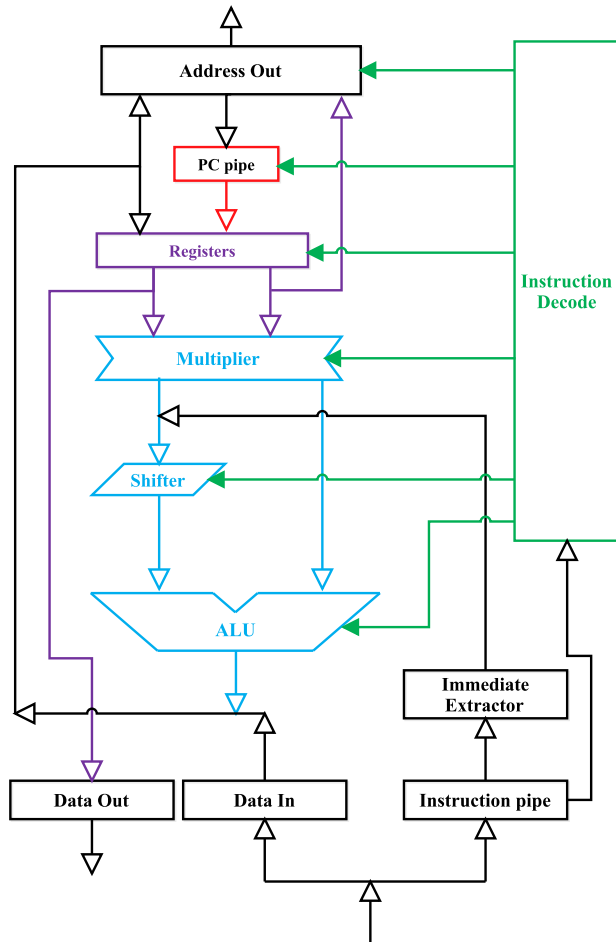 Address Out
PC pipe
Registers
Instruction
Decode
Multiplier
Shifter
ALU
Immediate
Extractor
Data Out
Data In
Instruction pipe